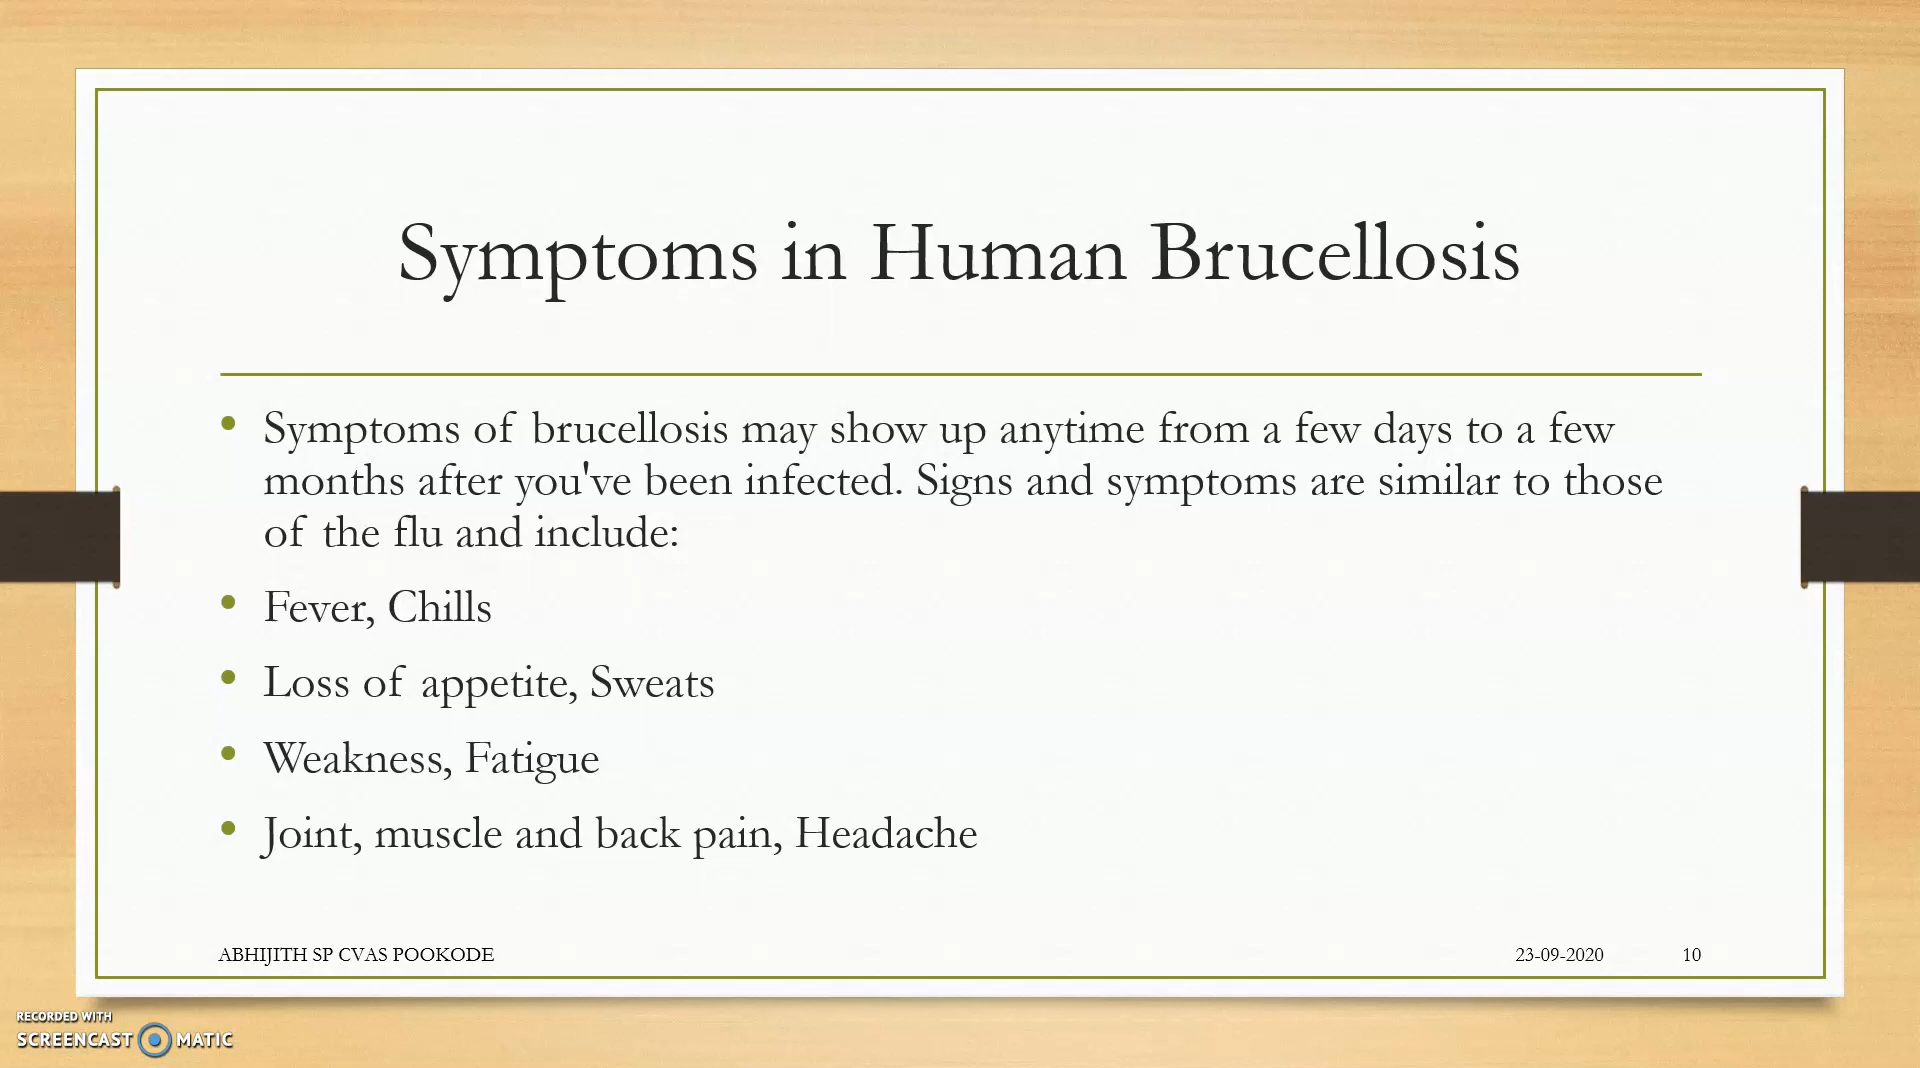 Symptoms in Human Brucellosis
• Symptoms of brucellosis may show up anytime from a few days to a few
months after you've been infected. Signs and symptoms are similar to those
of the flu and include:
• Fever, Chills
• Loss of appetite, Sweats
• Weakness, Fatigue
• Joint, muscle and back pain, Headache
ABHIJITH SP CVAS POOKODE 23-09-2020 10
RECORDED WITH
SCREENCAST MATIC